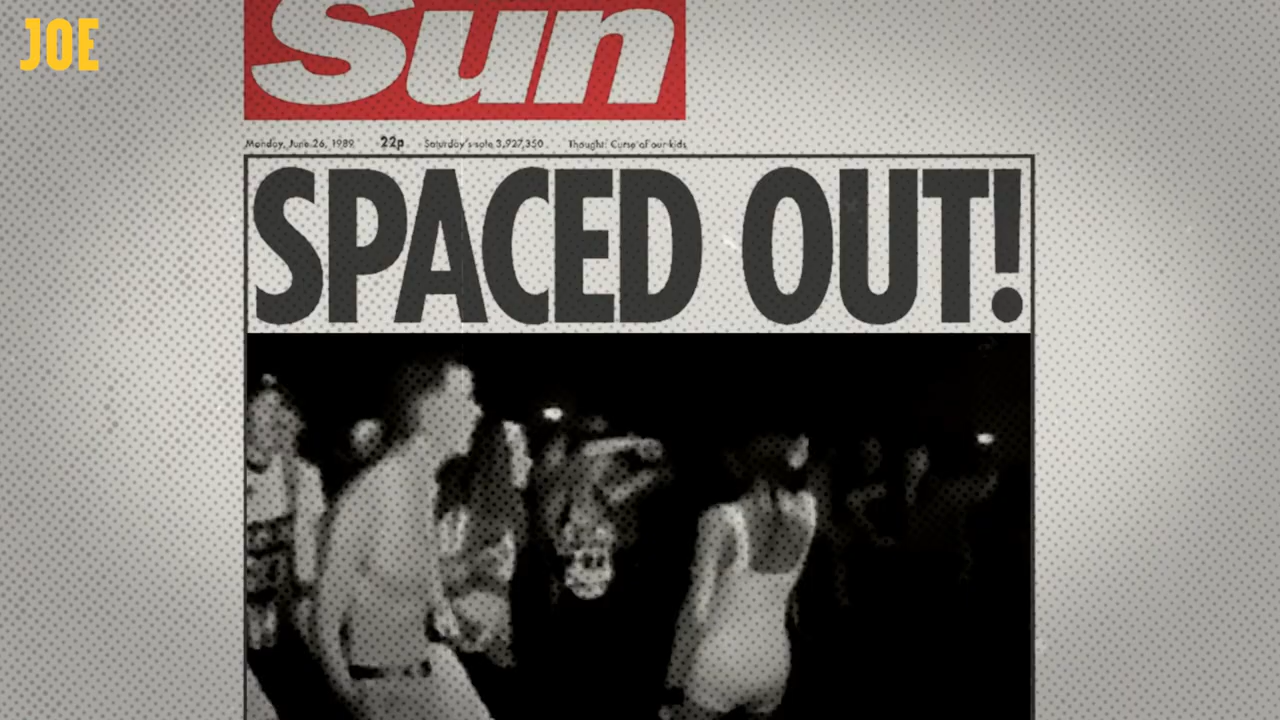 JOE
Sun
Monday, June 26, 1989 22p Saturday's sale 3,927,350 Thought: Curse of our kids
SPACED OUT!